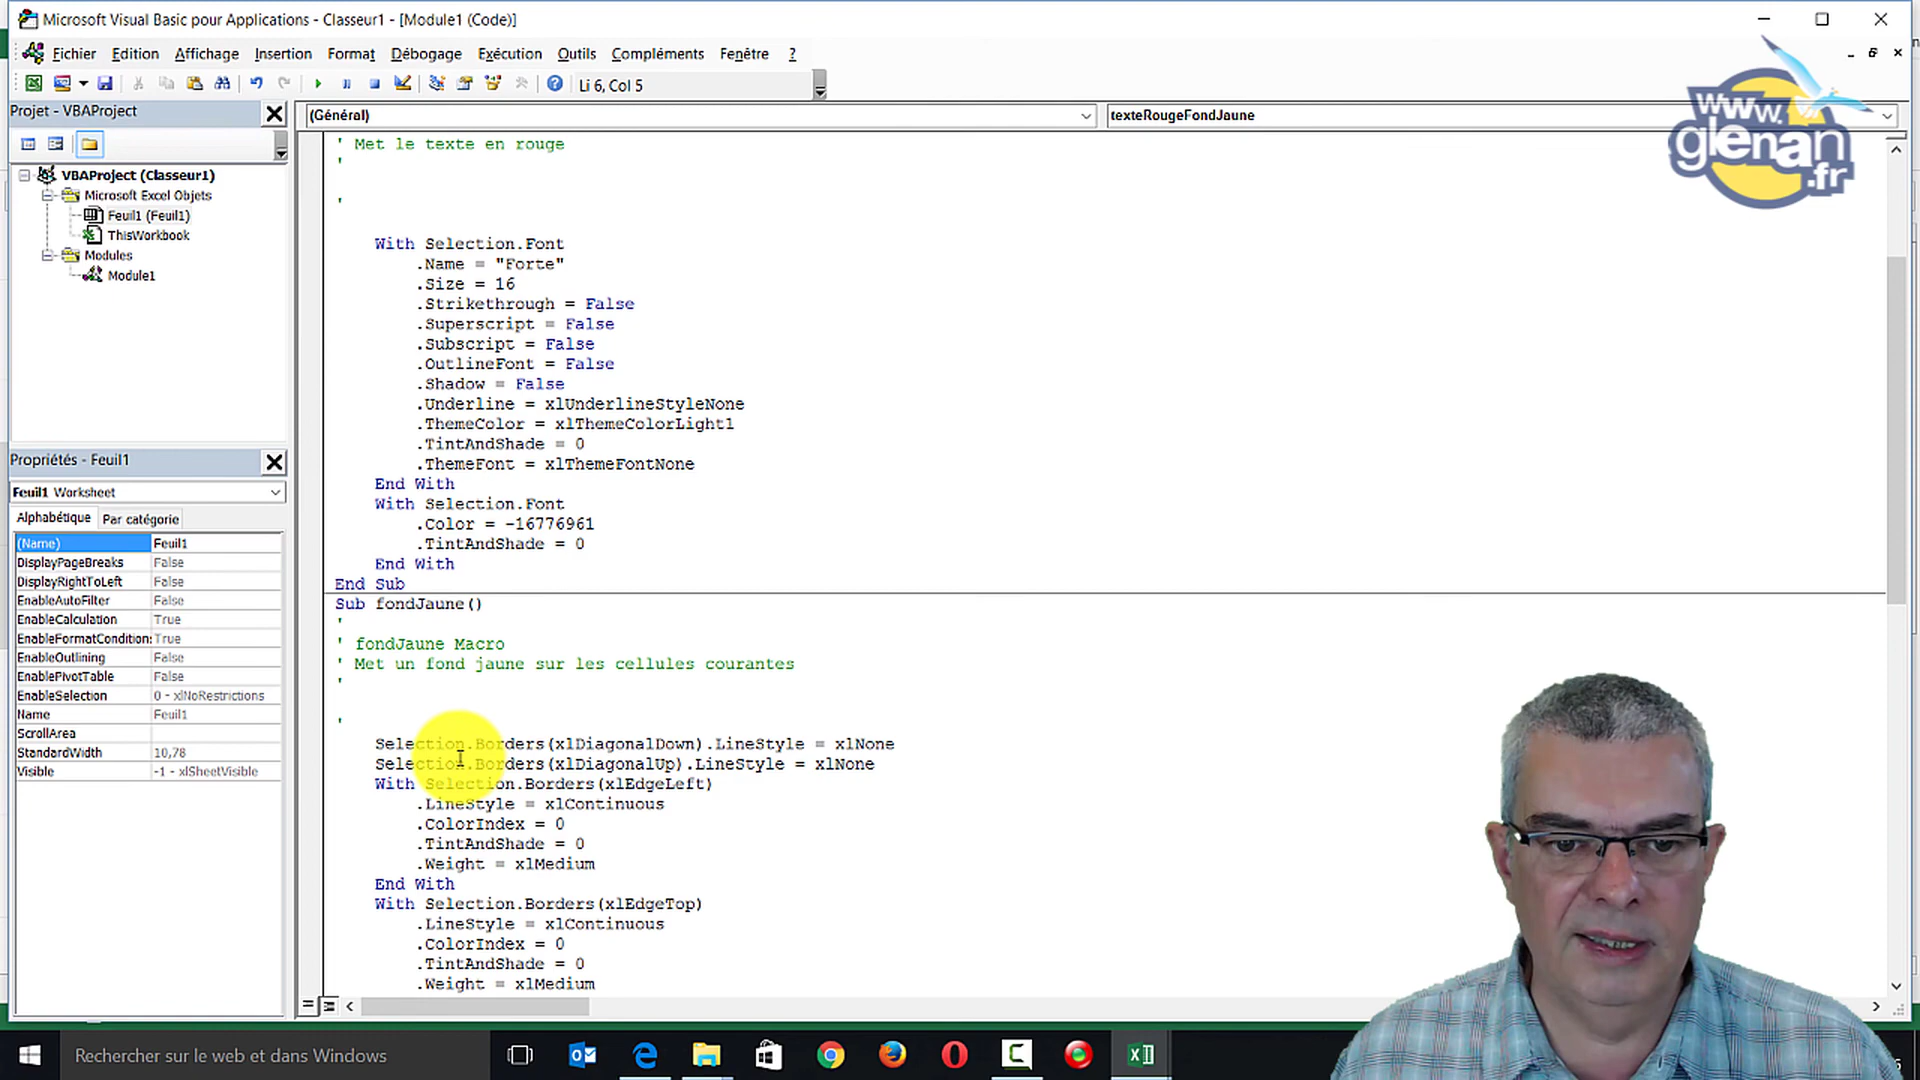 Microsoft Visual Basic pour Applications - Classeur1 - [Module1 (Code)]
Fichier Edition Affichage Insertion Format Débogage Exécution Outils Compléments Fenêtre ?
Li 6, Col 5
Projet - VBAProject
VBAProject (Classeur1)
Microsoft Excel Objets
Feuil1 (Feuil1)
ThisWorkbook
Modules
Module1
Propriétés - Feuil1
Feuil1 Worksheet
Alphabétique Par catégorie
(Name) Feuil1
DisplayPageBreaks False
DisplayRightToLeft False
EnableAutoFilter False
EnableCalculation True
EnableFormatCondition: True
EnableOutlining False
EnablePivotTable False
EnableSelection 0 - xlNoRestrictions
Name Feuil1
ScrollArea
StandardWidth 10,78
Visible -1 - xlSheetVisible
(Général) texteRougeFondJaune
' Met le texte en rouge
'
'
With Selection.Font
.Name = "Forte"
.Size = 16
.Strikethrough = False
.Superscript = False
.Subscript = False
.OutlineFont = False
.Shadow = False
.Underline = xlUnderlineStyleNone
.ThemeColor = xlThemeColorLight1
.TintAndShade = 0
.ThemeFont = xlThemeFontNone
End With
With Selection.Font
.Color = -16776961
.TintAndShade = 0
End With
End Sub
Sub fondJaune()
'
' fondJaune Macro
' Met un fond jaune sur les cellules courantes
'
'
Selection.Borders(xlDiagonalDown).LineStyle = xlNone
Selection.Borders(xlDiagonalUp).LineStyle = xlNone
With Selection.Borders(xlEdgeLeft)
.LineStyle = xlContinuous
.ColorIndex = 0
.TintAndShade = 0
.Weight = xlMedium
End With
With Selection.Borders(xlEdgeTop)
.LineStyle = xlContinuous
.ColorIndex = 0
.TintAndShade = 0
.Weight = xlMedium
www.
glenan
.fr
Rechercher sur le web et dans Windows